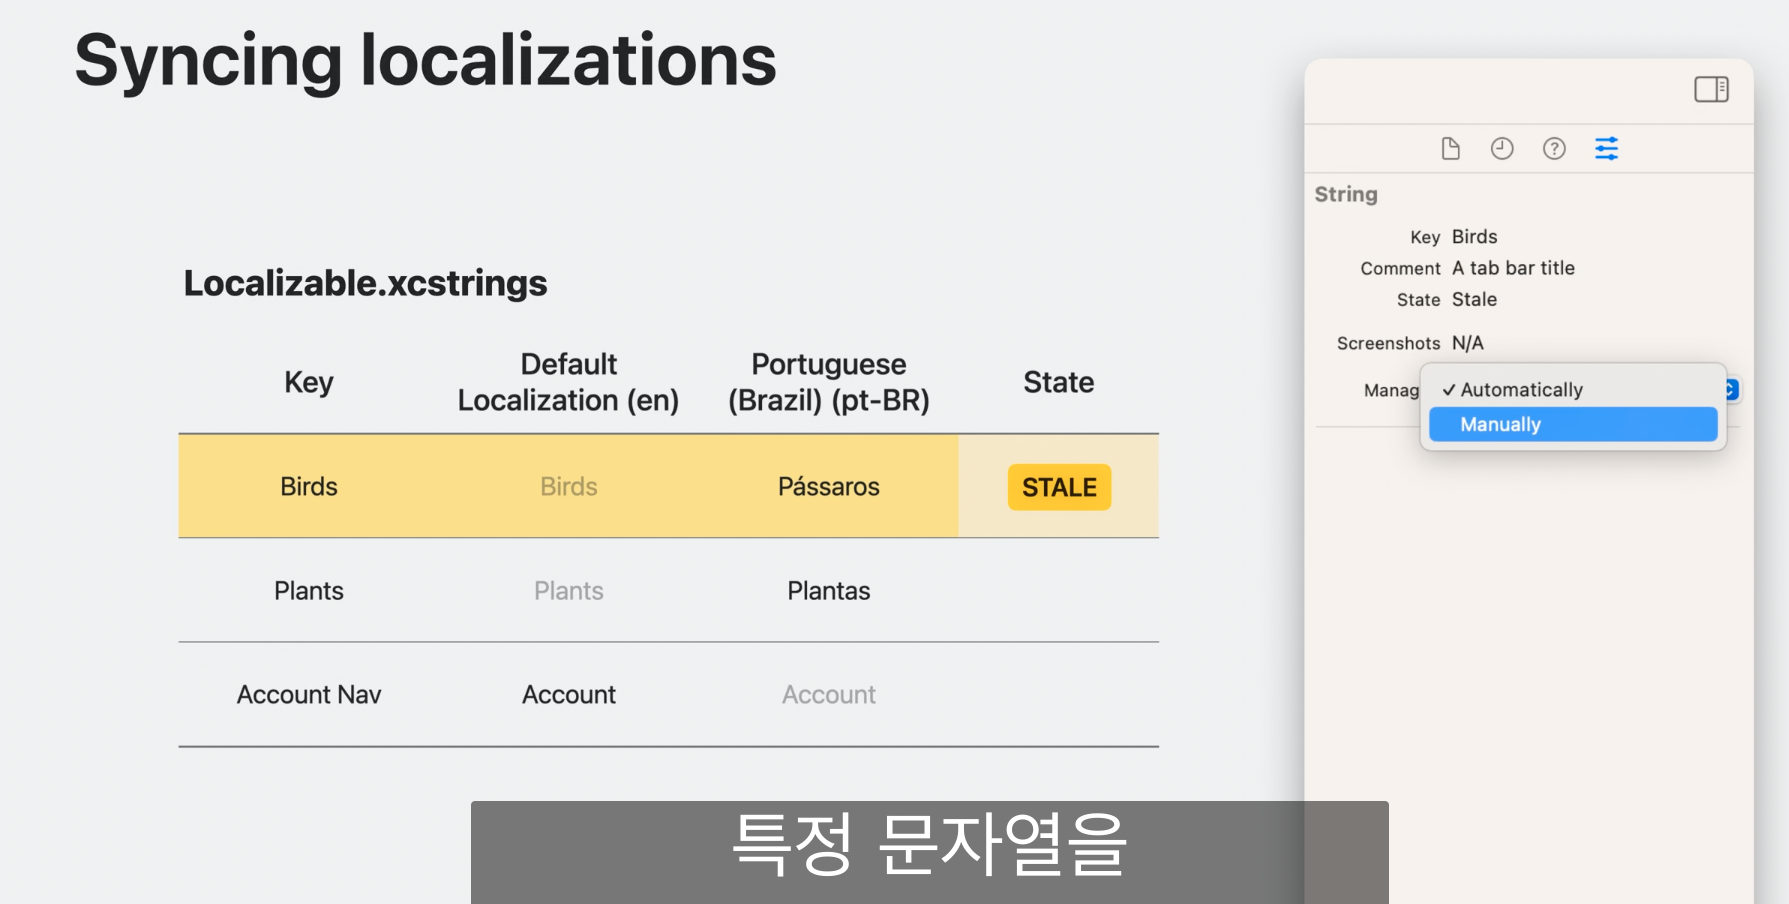 Syncing localizations
Localizable.xcstrings
Key
Default
Localization (en)
Portuguese
(Brazil) (pt-BR)
State
Birds
Birds
Pássaros
STALE
Plants
Plants
Plantas
Account Nav
Account
Account
String
Key Birds
Comment A tab bar title
State Stale
Screenshots N/A
Manag
✓ Automatically
Manually
특정 문자열을